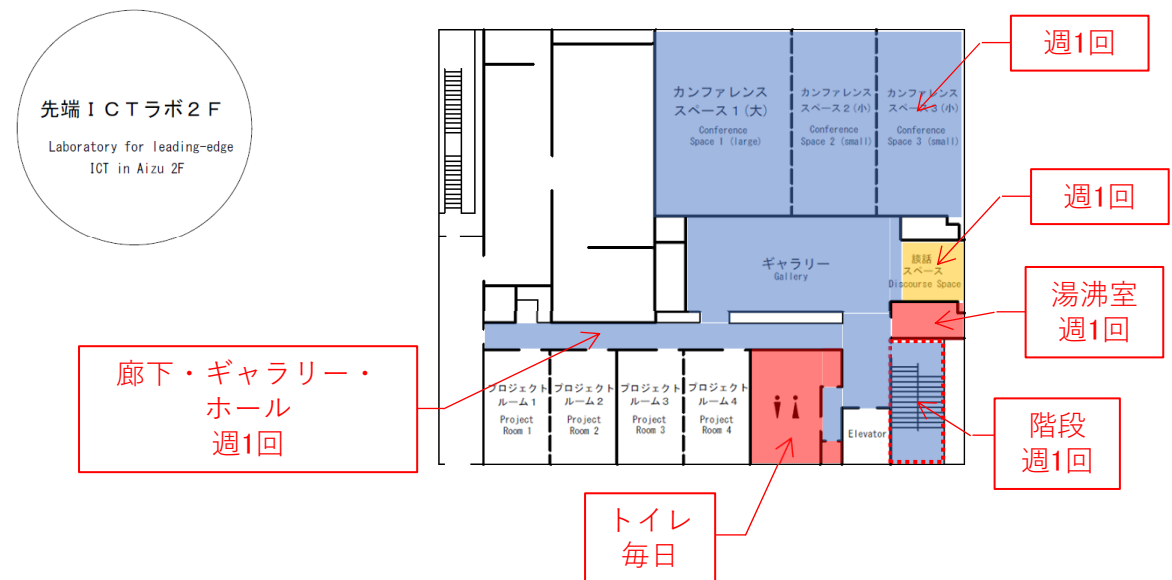 先端ＩＣＴラボ２Ｆ
Laboratory for leading-edge
ICT in Aizu 2F
週1回
カンファレンス
スペース１(大)
Conference
Space 1 (large)
カンファレンス
スペース２(小)
Conference
Space 2 (small)
カンファレンス
スペース３(小)
Conference
Space 3 (small)
週1回
ギャラリー
Gallery
談話
スペース
Discourse Space
湯沸室
週1回
廊下・ギャラリー・
ホール
週1回
プロジェクト
ルーム１
Project
Room 1
プロジェクト
ルーム２
Project
Room 2
プロジェクト
ルーム３
Project
Room 3
プロジェクト
ルーム４
Project
Room 4
Elevator
階段
週1回
トイレ
毎日